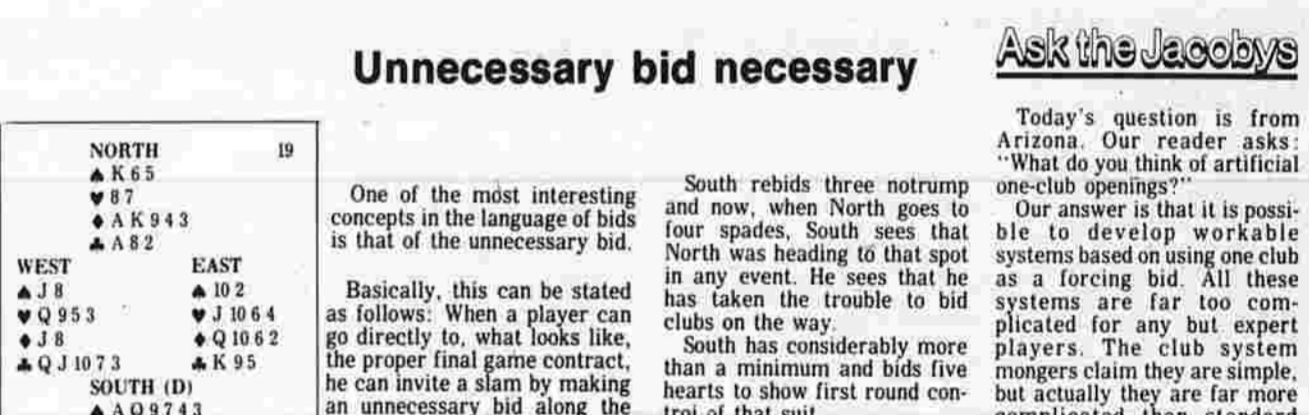 Unnecessary bid necessary
NORTH 19
♠ K 6 5
♥ 8 7
♦ A K 9 4 3
♣ A 8 2
WEST EAST
♠ J 8 ♠ 10 2
♥ Q 9 5 3 ♥ J 10 6 4
♦ J 8 ♦ Q 10 6 2
♣ Q J 10 7 3 ♣ K 9 5
SOUTH (D)
♠ A Q 9 7 4 3
One of the most interesting
concepts in the language of bids
is that of the unnecessary bid.
Basically, this can be stated
as follows: When a player can
go directly to, what looks like,
the proper final game contract,
he can invite a slam by making
an unnecessary bid along the
South rebids three notrump
and now, when North goes to
four spades, South sees that
North was heading to that spot
in any event. He sees that he
has taken the trouble to bid
clubs on the way.
South has considerably more
than a minimum and bids five
hearts to show first round con-
trol of that suit
Ask the Jacobys
Today's question is from
Arizona. Our reader asks:
"What do you think of artificial
one-club openings?"
Our answer is that it is possi-
ble to develop workable
systems based on using one club
as a forcing bid. All these
systems are far too com-
plicated for any but expert
players. The club system
mongers claim they are simple,
but actually they are far more
complicated than standard